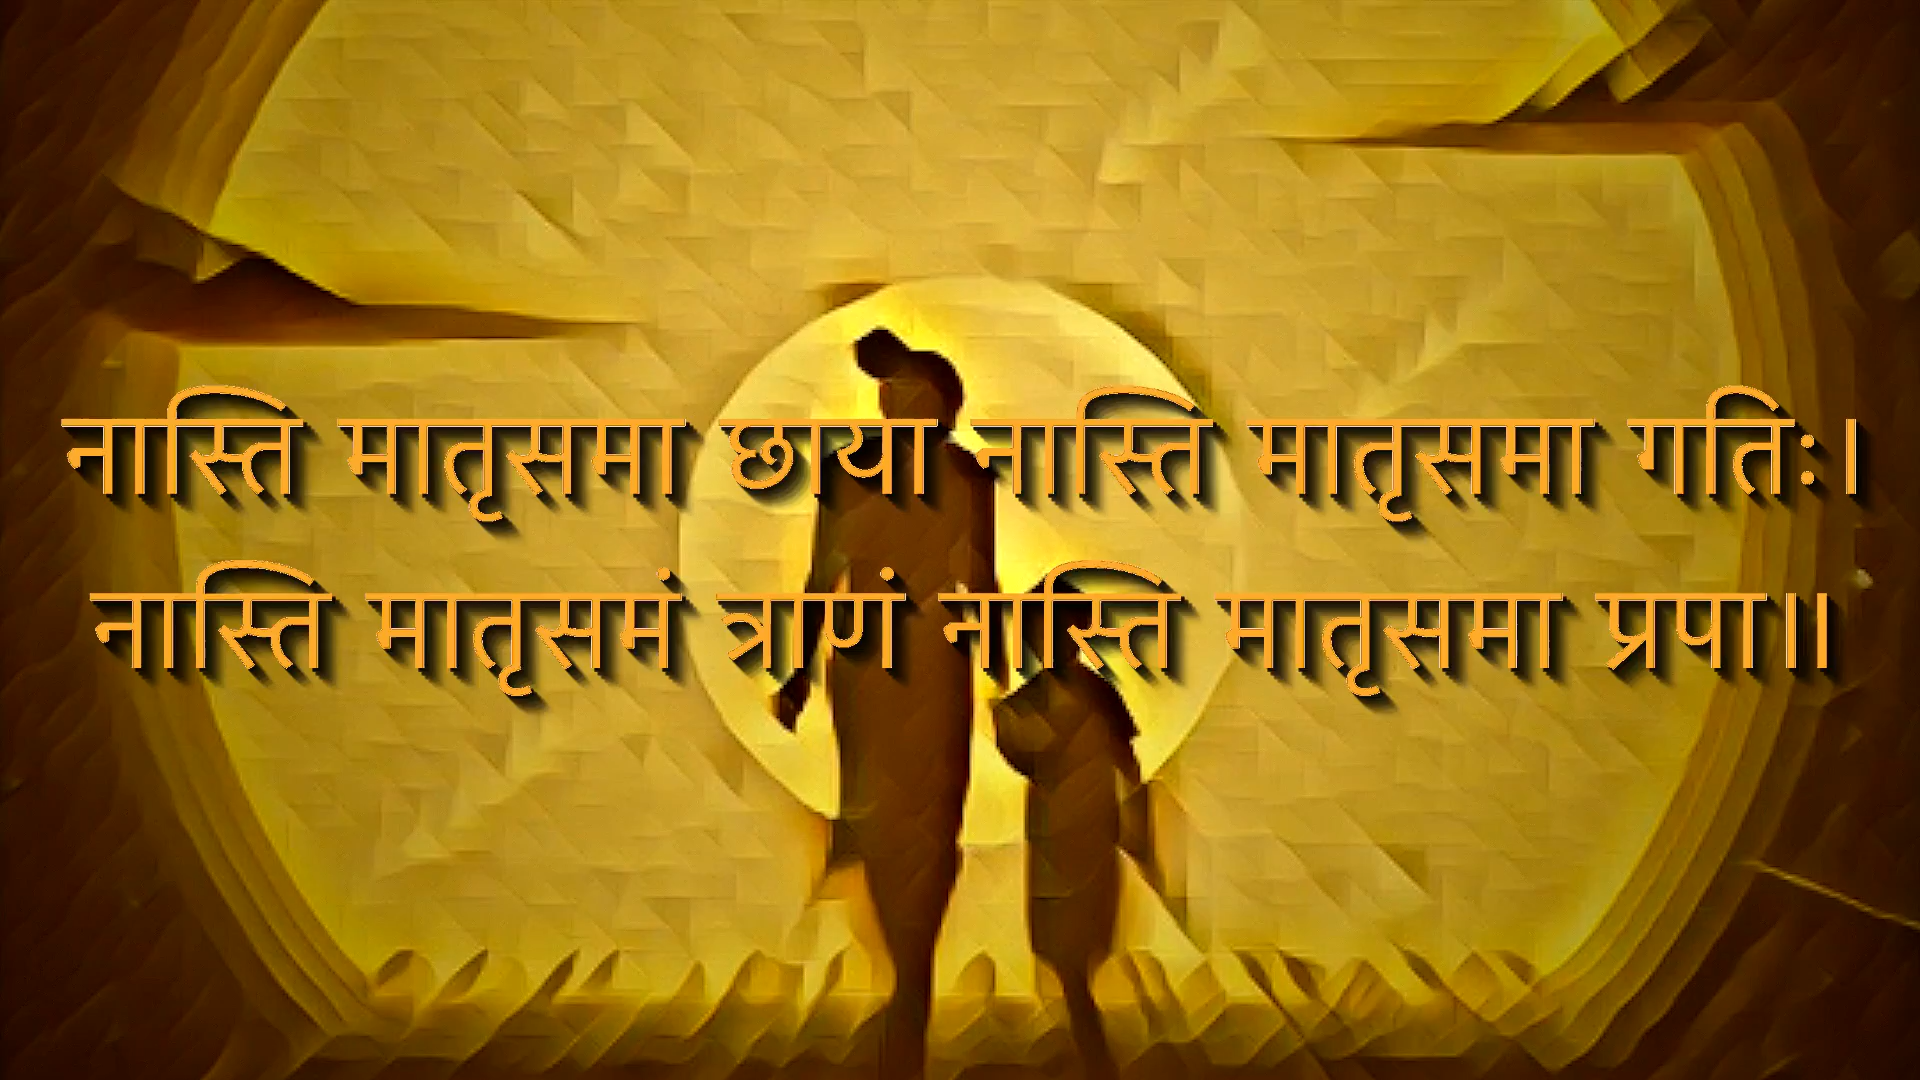 नास्ति मातृसमा छाया नास्ति मातृसमा गतिः।
नास्ति मातृसमं त्राणं नास्ति मातृसमा प्रपा॥